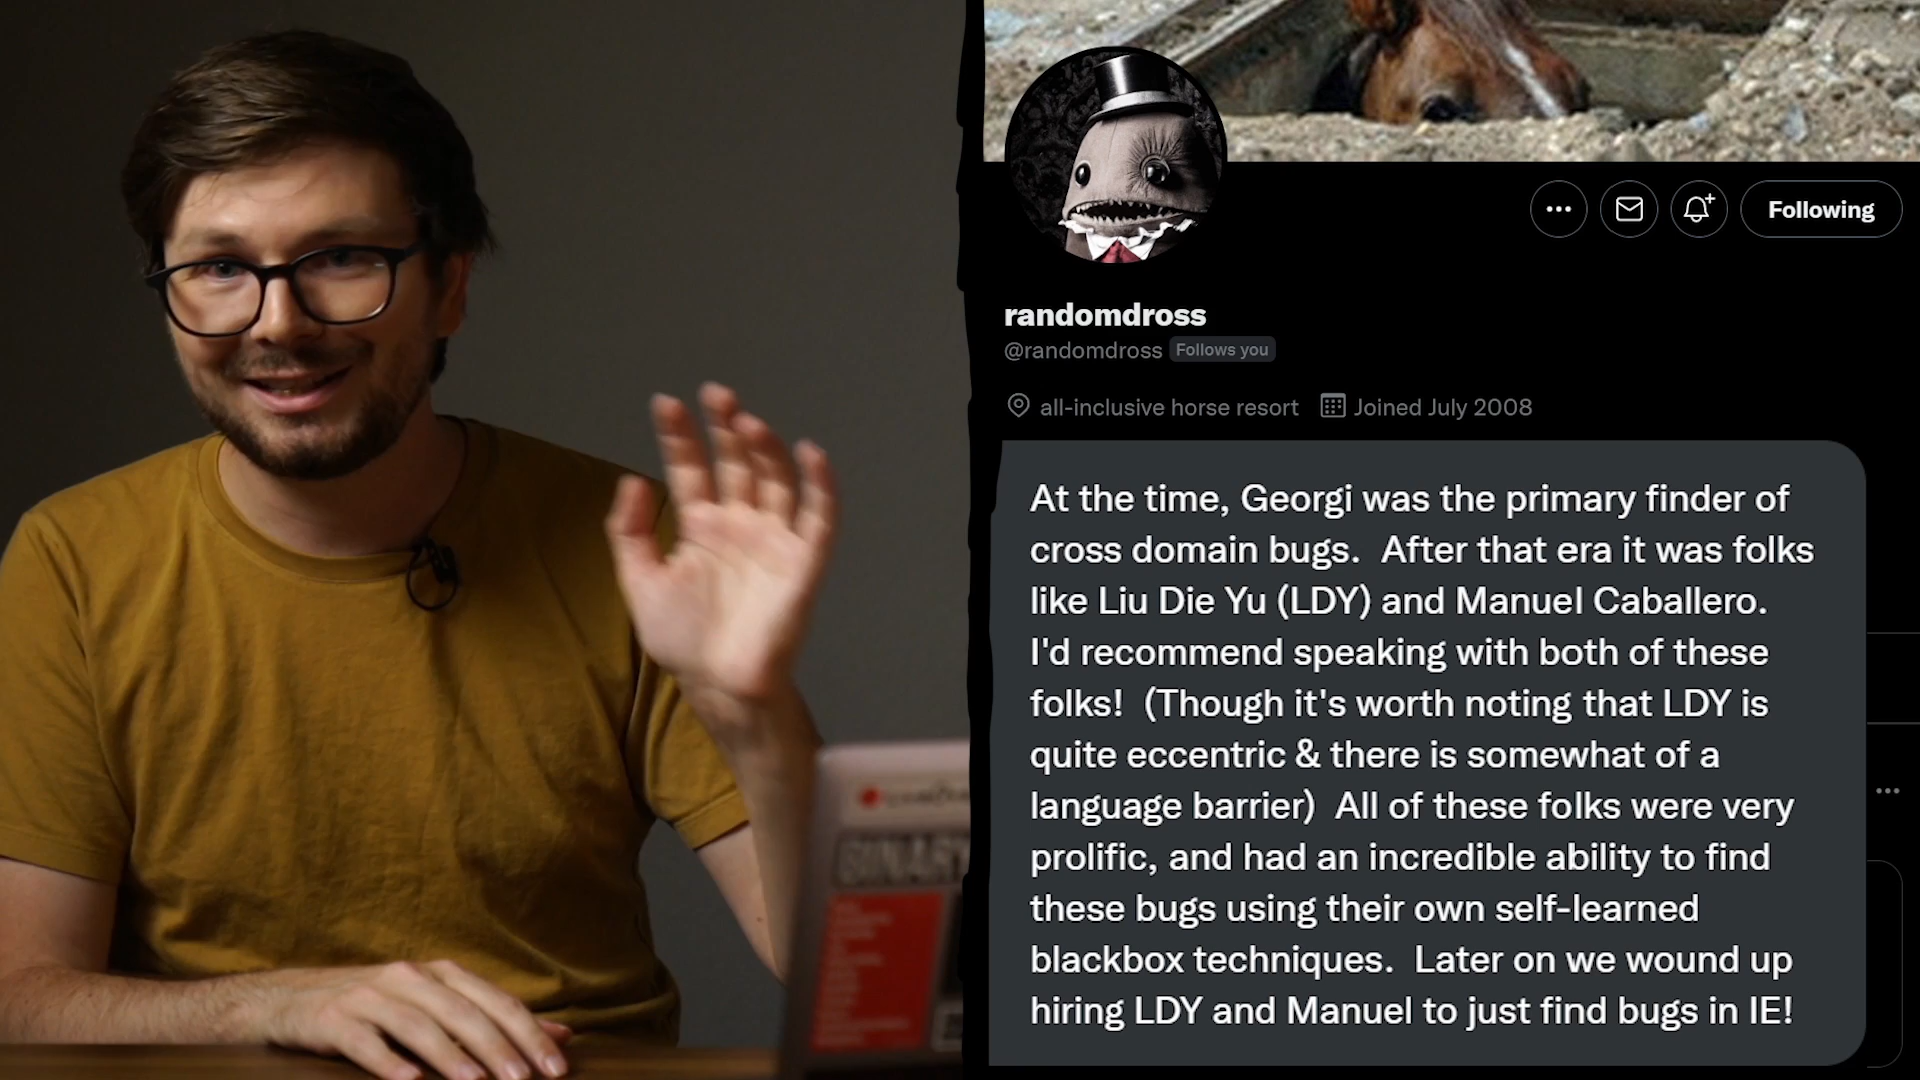 Following
randomdross
@randomdross Follows you
all-inclusive horse resort Joined July 2008
At the time, Georgi was the primary finder of
cross domain bugs.  After that era it was folks
like Liu Die Yu (LDY) and Manuel Caballero.
I'd recommend speaking with both of these
folks!  (Though it's worth noting that LDY is
quite eccentric & there is somewhat of a
language barrier)  All of these folks were very
prolific, and had an incredible ability to find
these bugs using their own self-learned
blackbox techniques.  Later on we wound up
hiring LDY and Manuel to just find bugs in IE!
BINARY